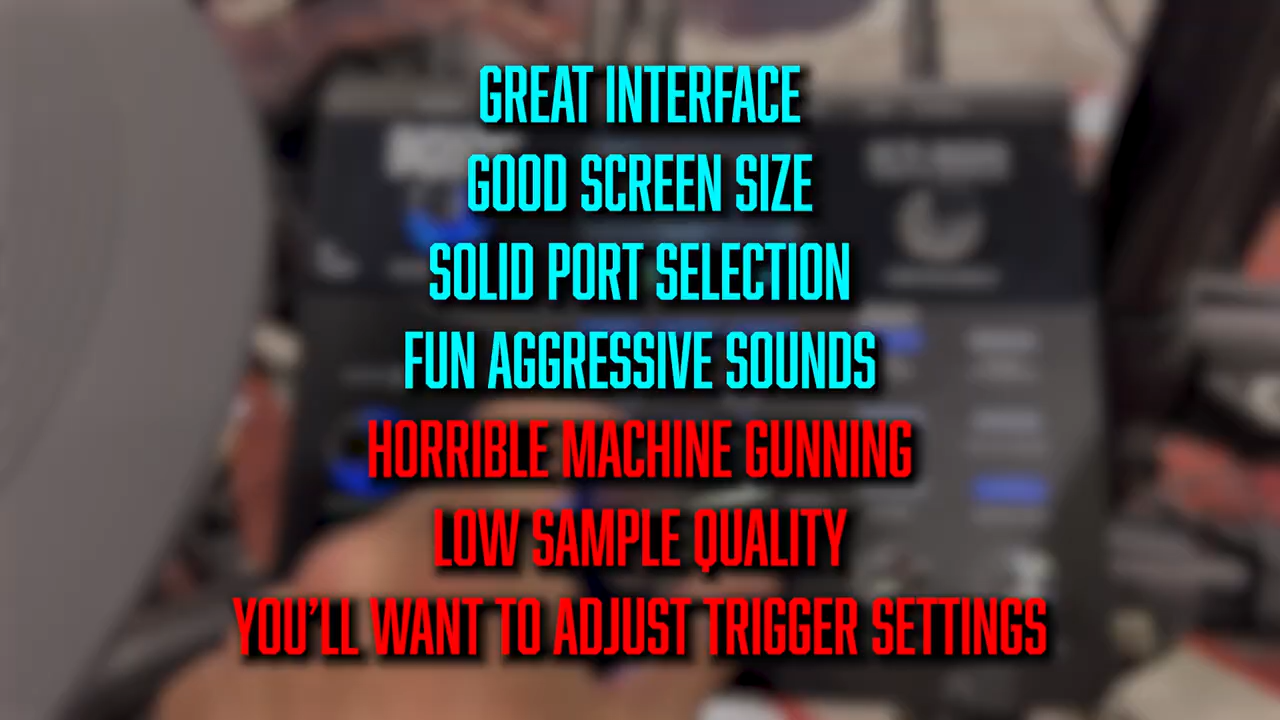 GREAT INTERFACE
GOOD SCREEN SIZE
SOLID PORT SELECTION
FUN AGGRESSIVE SOUNDS
HORRIBLE MACHINE GUNNING
LOW SAMPLE QUALITY
YOU'LL WANT TO ADJUST TRIGGER SETTINGS